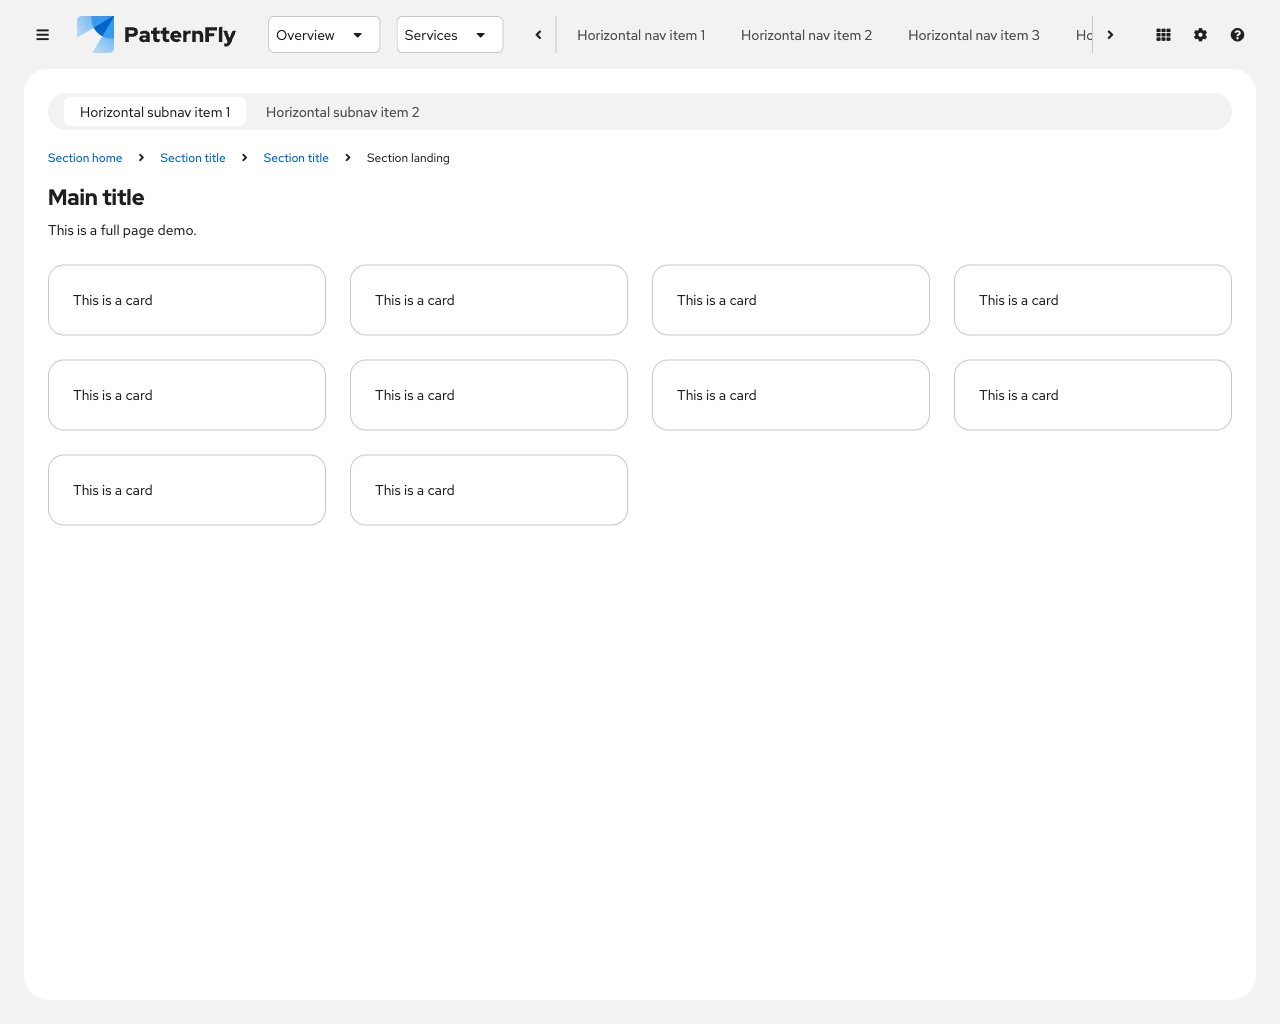 PatternFly Overview Services Horizontal nav item 1 Horizontal nav item 2 Horizontal nav item 3
Horizontal subnav item 1 Horizontal subnav item 2
Section home Section title Section title Section landing
Main title
This is a full page demo.
This is a card This is a card This is a card This is a card
This is a card This is a card This is a card This is a card
This is a card This is a card